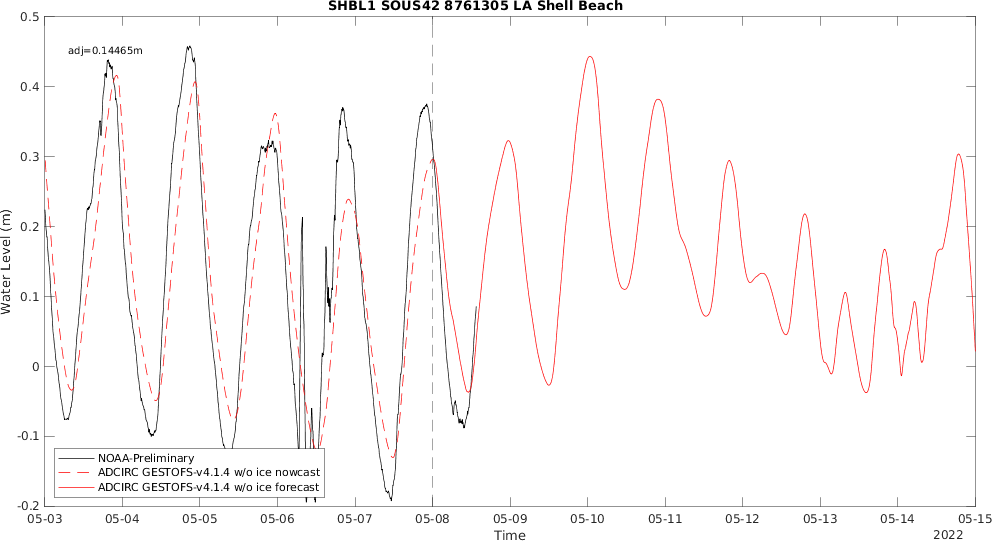 SHBL1 SOUS42 8761305 LA Shell Beach
adj=0.14465m
0.5
0.4
0.3
0.2
0.1
0
-0.1
-0.2
Water Level (m)
NOAA-Preliminary
ADCIRC GESTOFS-v4.1.4 w/o ice nowcast
ADCIRC GESTOFS-v4.1.4 w/o ice forecast
05-03 05-04 05-05 05-06 05-07 05-08 05-09 05-10 05-11 05-12 05-13 05-14 05-15
Time
2022